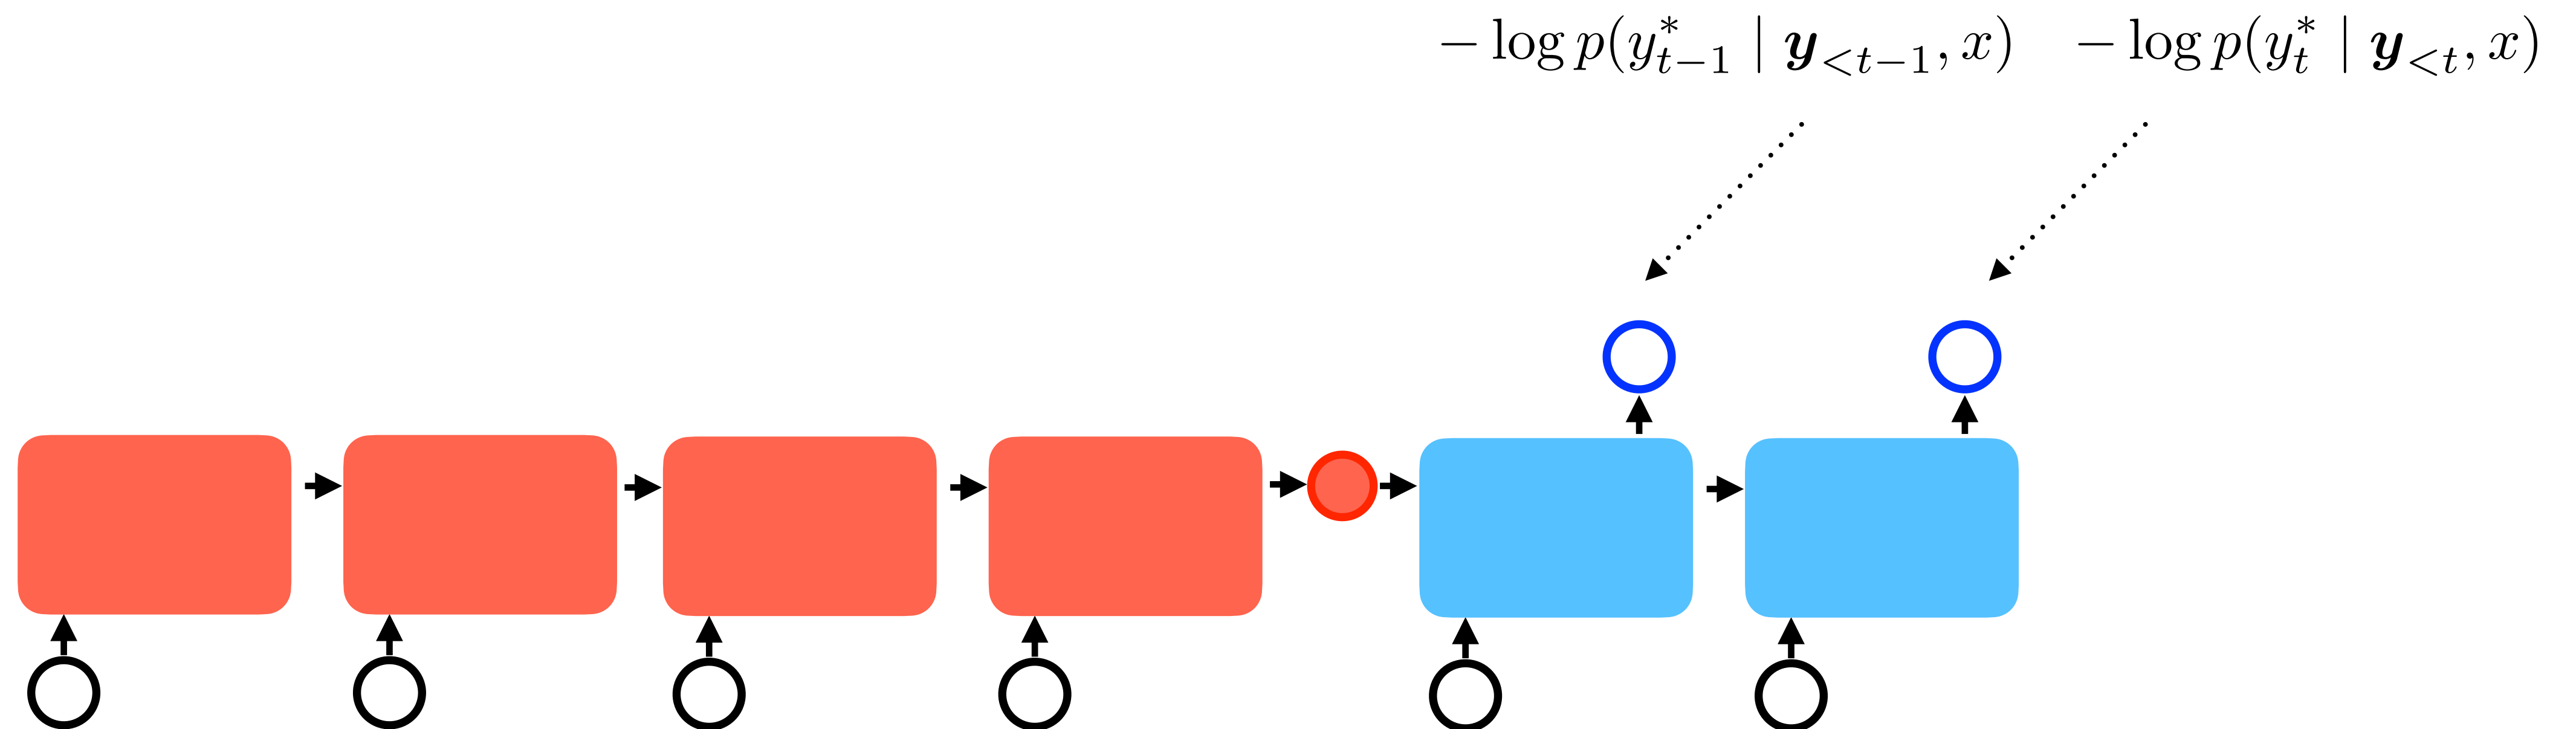 − log p(y*_{t−1} | y_{<t−1}, x) − log p(y*_t | y_{<t}, x)